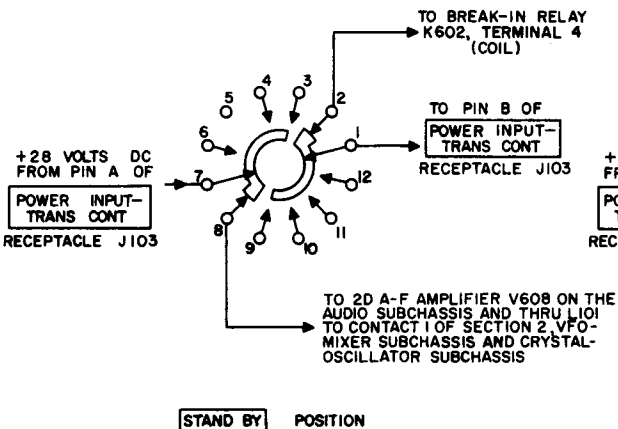 TO BREAK-IN RELAY
K602, TERMINAL 4
(COIL)
4
3
5
2
TO PIN B OF
6
1
POWER INPUT-
TRANS CONT
+28 VOLTS DC
FROM PIN A OF
RECEPTACLE J103
+
FR
7
12
POWER INPUT-
TRANS CONT
PO
T
8
11
RECEPTACLE J103
REC
9
10
TO 2D A-F AMPLIFIER V608 ON THE
AUDIO SUBCHASSIS AND THRU L101
TO CONTACT 1 OF SECTION 2, VFO-
MIXER SUBCHASSIS AND CRYSTAL-
OSCILLATOR SUBCHASSIS
STAND BY POSITION